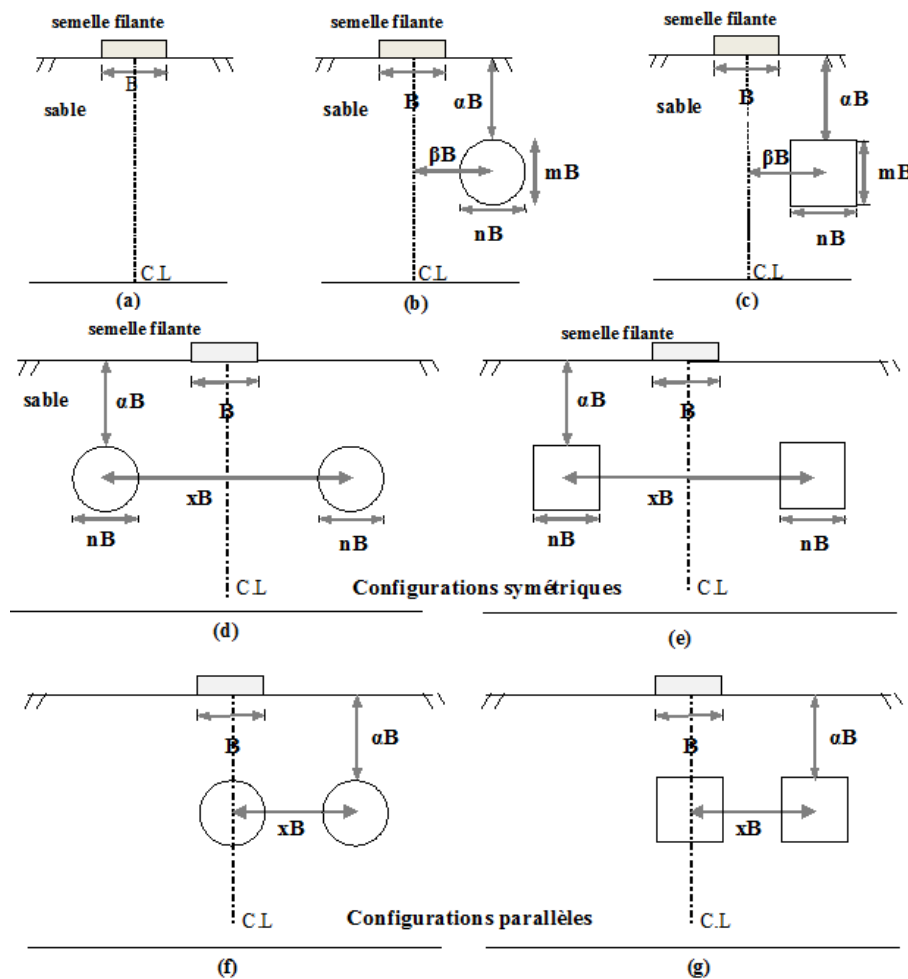 semelle filante
B
sable
C.L
(a)
semelle filante
B
αB
sable
βB
mB
nB
C.L
(b)
semelle filante
B
αB
sable
βB
mB
nB
C.L
(c)
semelle filante
sable
αB
B
xB
nB
nB
C.L
(d)
semelle filante
αB
B
xB
nB
nB
C.L
(e)
Configurations symétriques
B
αB
xB
C.L
(f)
B
αB
xB
C.L
(g)
Configurations parallèles